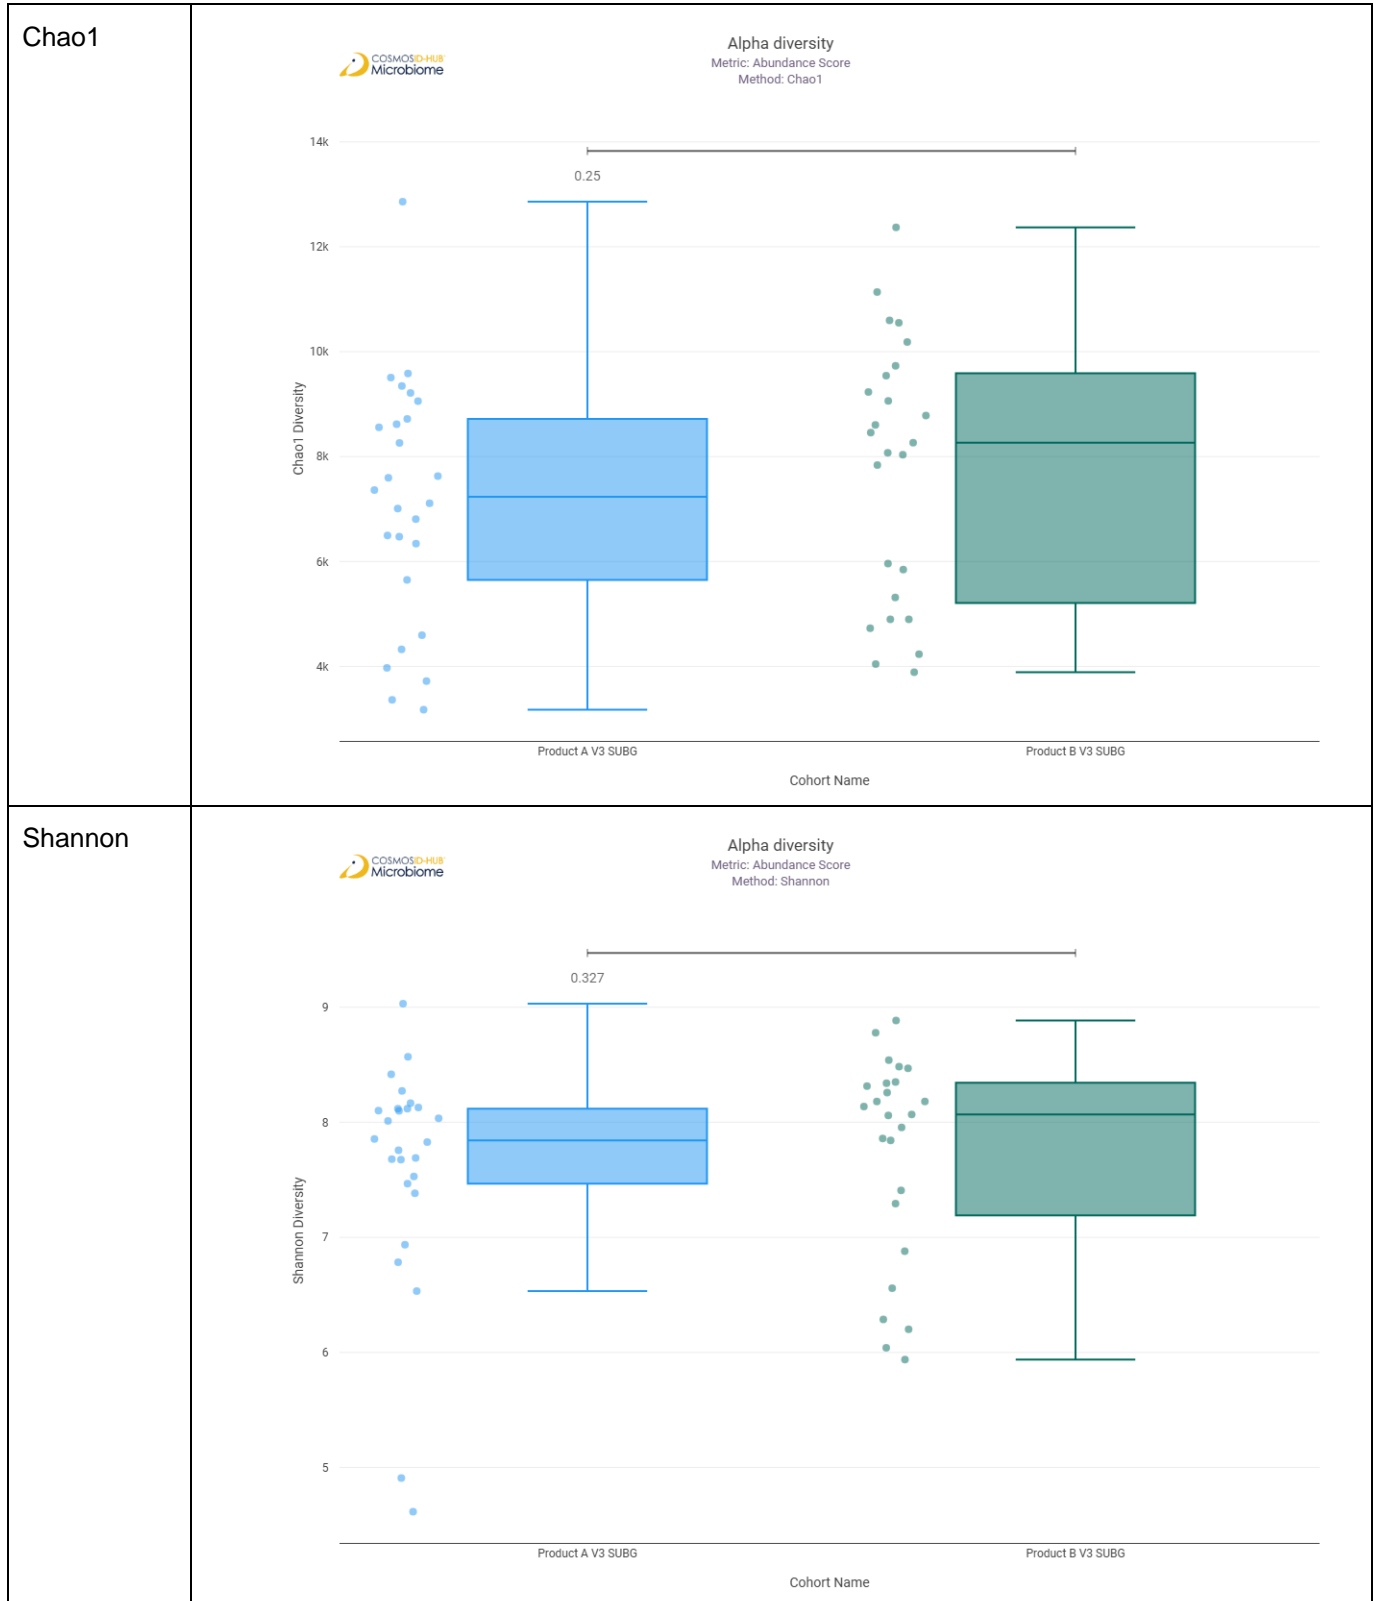 Chao1
COSMOSID-HUB
Microbiome
Alpha diversity
Metric: Abundance Score
Method: Chao1
14k
0.25
12k
10k
8k
6k
4k
Chao1 Diversity
Product A V3 SUBG
Product B V3 SUBG
Cohort Name
Shannon
COSMOSID-HUB
Microbiome
Alpha diversity
Metric: Abundance Score
Method: Shannon
0.327
9
8
7
6
5
Shannon Diversity
Product A V3 SUBG
Product B V3 SUBG
Cohort Name